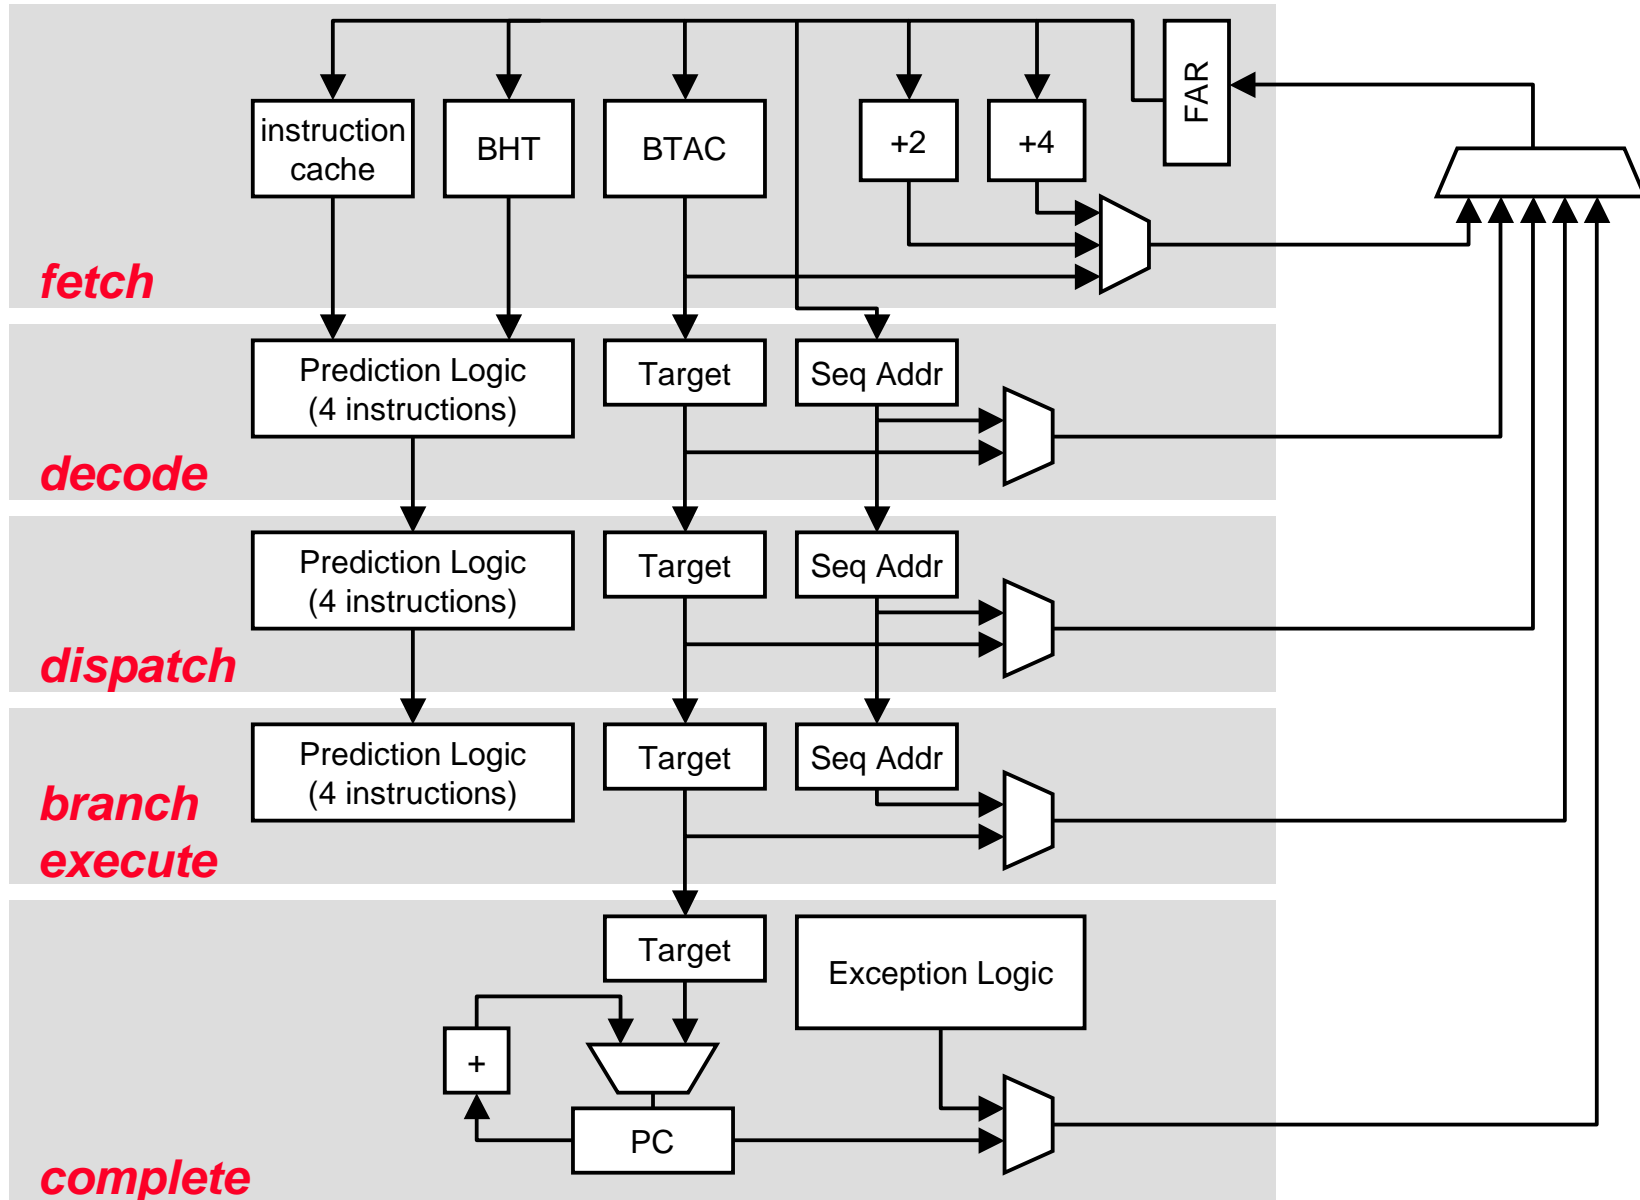 FAR
instruction
cache
BHT
BTAC
+2
+4
fetch
Prediction Logic
(4 instructions)
Target
Seq Addr
decode
Prediction Logic
(4 instructions)
Target
Seq Addr
dispatch
Prediction Logic
(4 instructions)
Target
Seq Addr
branch
execute
Target
Exception Logic
+
PC
complete